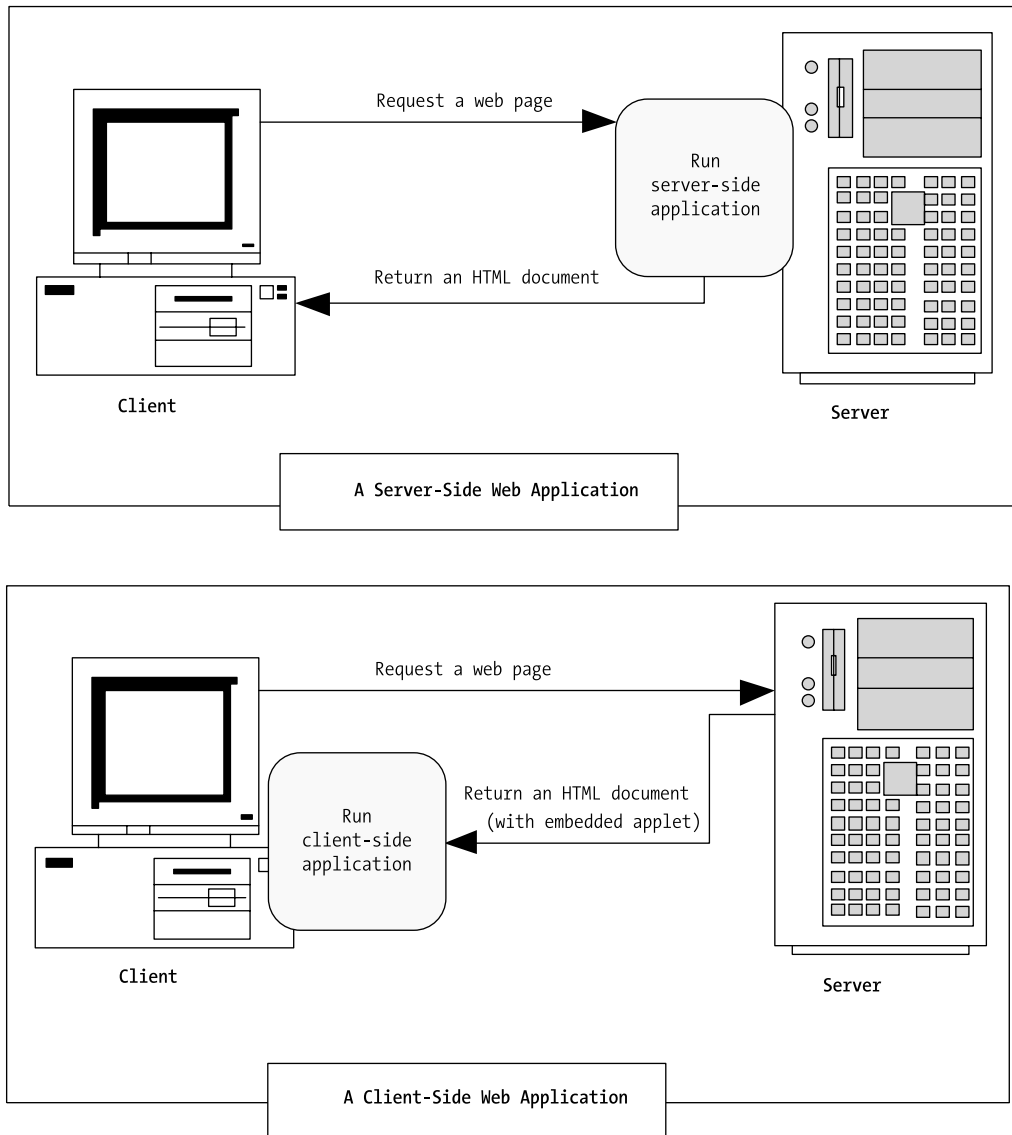 Request a web page
Run
server-side
application
Return an HTML document
Client
Server
A Server-Side Web Application
Request a web page
Run
client-side
application
Return an HTML document
(with embedded applet)
Client
Server
A Client-Side Web Application